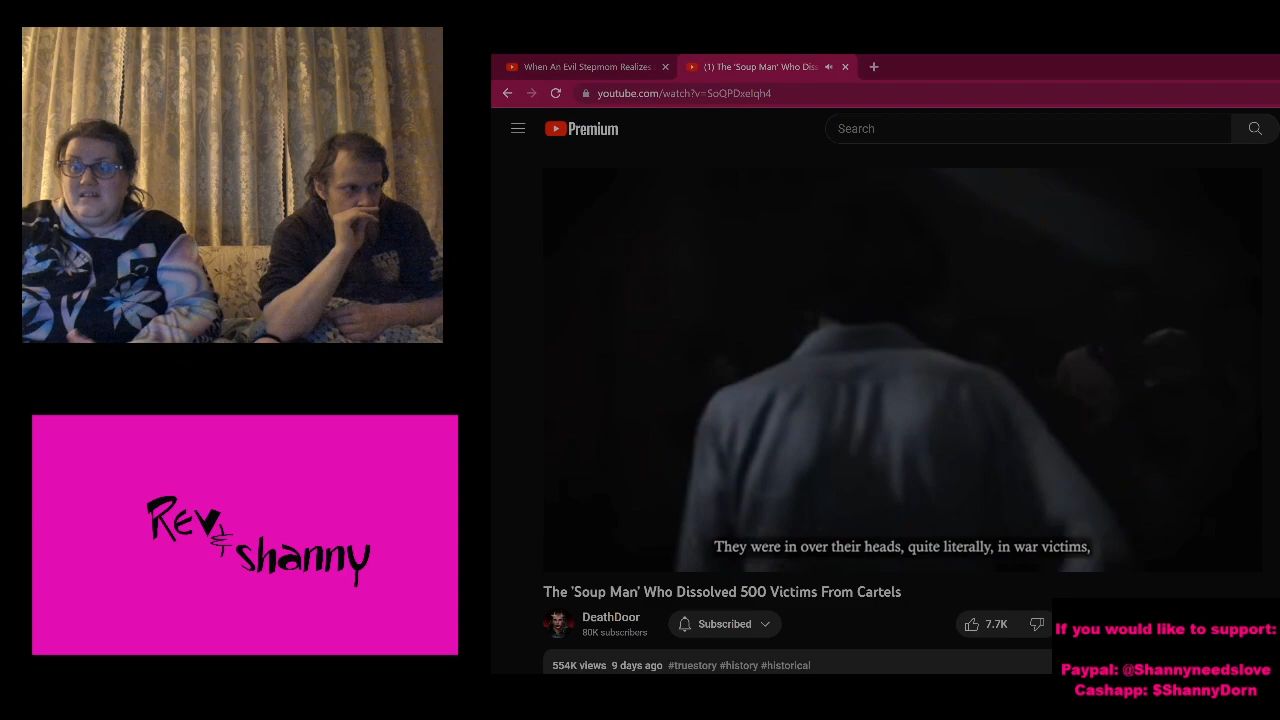 When An Evil Stepmom Realizes
(1) The 'Soup Man' Who Diss
youtube.com/watch?v=SoQPDxeIqh4
Premium
Search
They were in over their heads, quite literally, in war victims,
Rev
&
shanny
The 'Soup Man' Who Dissolved 500 Victims From Cartels
DeathDoor
80K subscribers
Subscribed
7.7K
554K views 9 days ago #truestory #history #historical
If you would like to support:
Paypal: @Shannyneedslove
Cashapp: $ShannyDorn